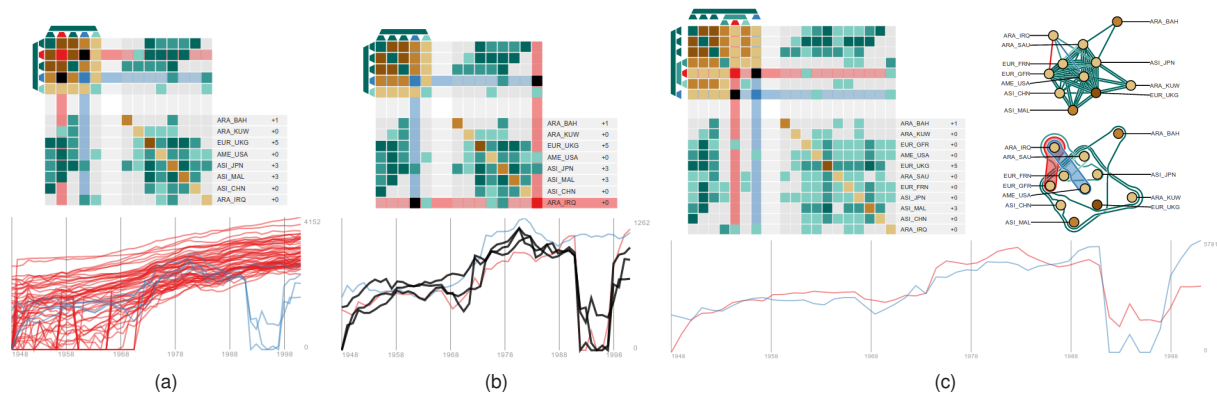 ARA_BAH +1
ARA_KUW +0
EUR_UKG +5
AME_USA +0
ASI_JPN +3
ASI_MAL +3
ASI_CHN +0
ARA_IRQ +0
4152
0
1948 1958 1968 1978 1988 1998
(a)
ARA_BAH +1
ARA_KUW +0
EUR_UKG +5
AME_USA +0
ASI_JPN +3
ASI_MAL +3
ASI_CHN +0
ARA_IRQ +0
1262
0
1948 1958 1968 1978 1988 1998
(b)
ARA_BAH +1
ARA_KUW +0
EUR_GFR +0
AME_USA +0
EUR_UKG +5
ARA_SAU +0
EUR_FRN +0
ASI_JPN +0
ASI_MAL +3
ASI_CHN +0
ARA_IRQ +0
ARA_BAH
ARA_IRQ
ARA_SAU
EUR_FRN
ASI_JPN
EUR_GFR
AME_USA
ARA_KUW
ASI_CHN
EUR_UKG
ASI_MAL
ARA_BAH
ARA_IRQ
ARA_SAU
EUR_FRN
ASI_JPN
EUR_GFR
AME_USA
ARA_KUW
ASI_CHN
EUR_UKG
ASI_MAL
0
1948 1958 1968 1978 1988 1998
(c)